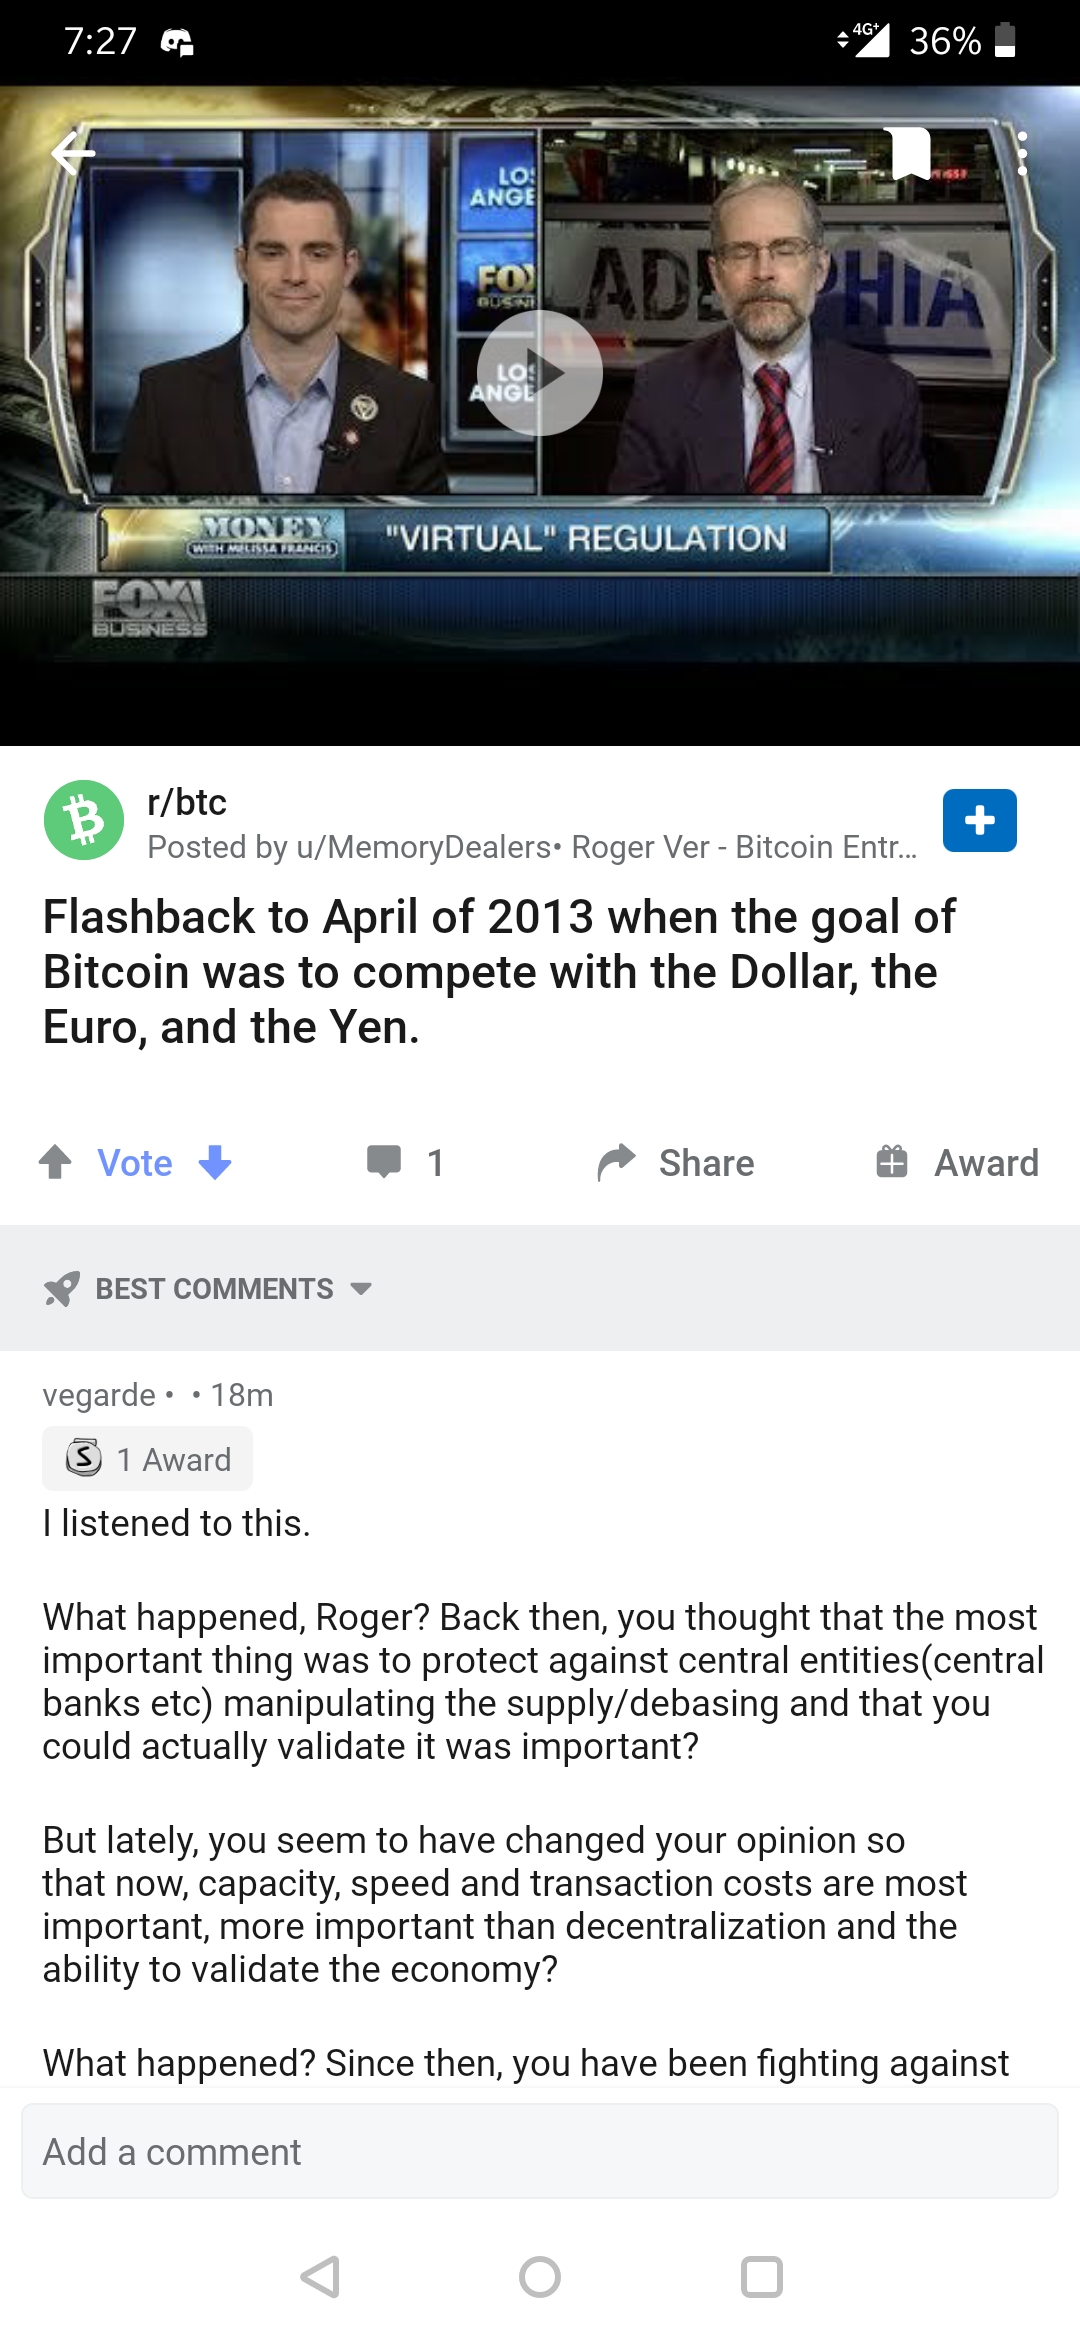 7:27
4G+ 36%
LOS
ANGE
FOX
BUSINE
LOS
ANGE
ADE PHIA
MONEY "VIRTUAL" REGULATION
WITH MELISSA FRANCIS
FOX
BUSINESS
r/btc
Posted by u/MemoryDealers• Roger Ver - Bitcoin Entr...
Flashback to April of 2013 when the goal of
Bitcoin was to compete with the Dollar, the
Euro, and the Yen.
Vote 1 Share Award
BEST COMMENTS
vegarde • • 18m
S 1 Award
I listened to this.
What happened, Roger? Back then, you thought that the most
important thing was to protect against central entities(central
banks etc) manipulating the supply/debasing and that you
could actually validate it was important?
But lately, you seem to have changed your opinion so
that now, capacity, speed and transaction costs are most
important, more important than decentralization and the
ability to validate the economy?
What happened? Since then, you have been fighting against
Add a comment